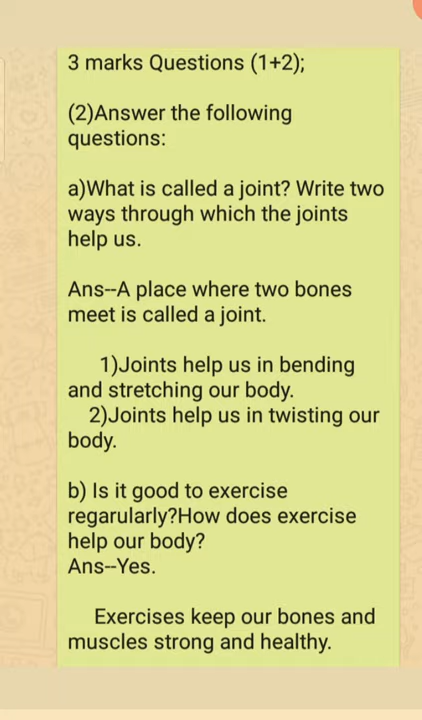 3 marks Questions (1+2);
(2)Answer the following
questions:
a)What is called a joint? Write two
ways through which the joints
help us.
Ans--A place where two bones
meet is called a joint.
1)Joints help us in bending
and stretching our body.
2)Joints help us in twisting our
body.
b) Is it good to exercise
regarularly?How does exercise
help our body?
Ans--Yes.
Exercises keep our bones and
muscles strong and healthy.